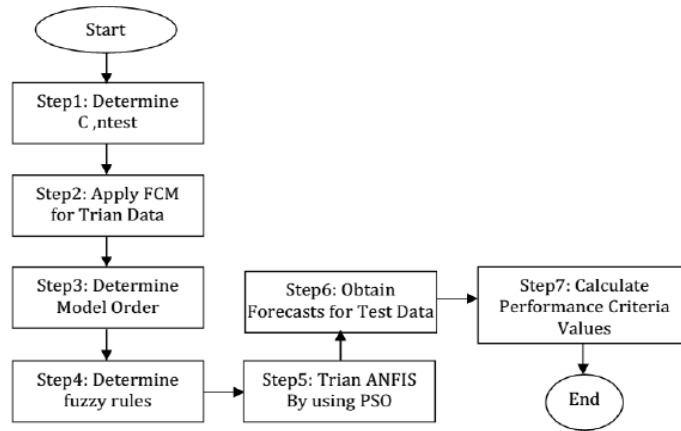 Start
Step1: Determine
C ,ntest
Step2: Apply FCM
for Trian Data
Step3: Determine
Model Order
Step4: Determine
fuzzy rules
Step5: Trian ANFIS
By using PSO
Step6: Obtain
Forecasts for Test Data
Step7: Calculate
Performance Criteria
Values
End